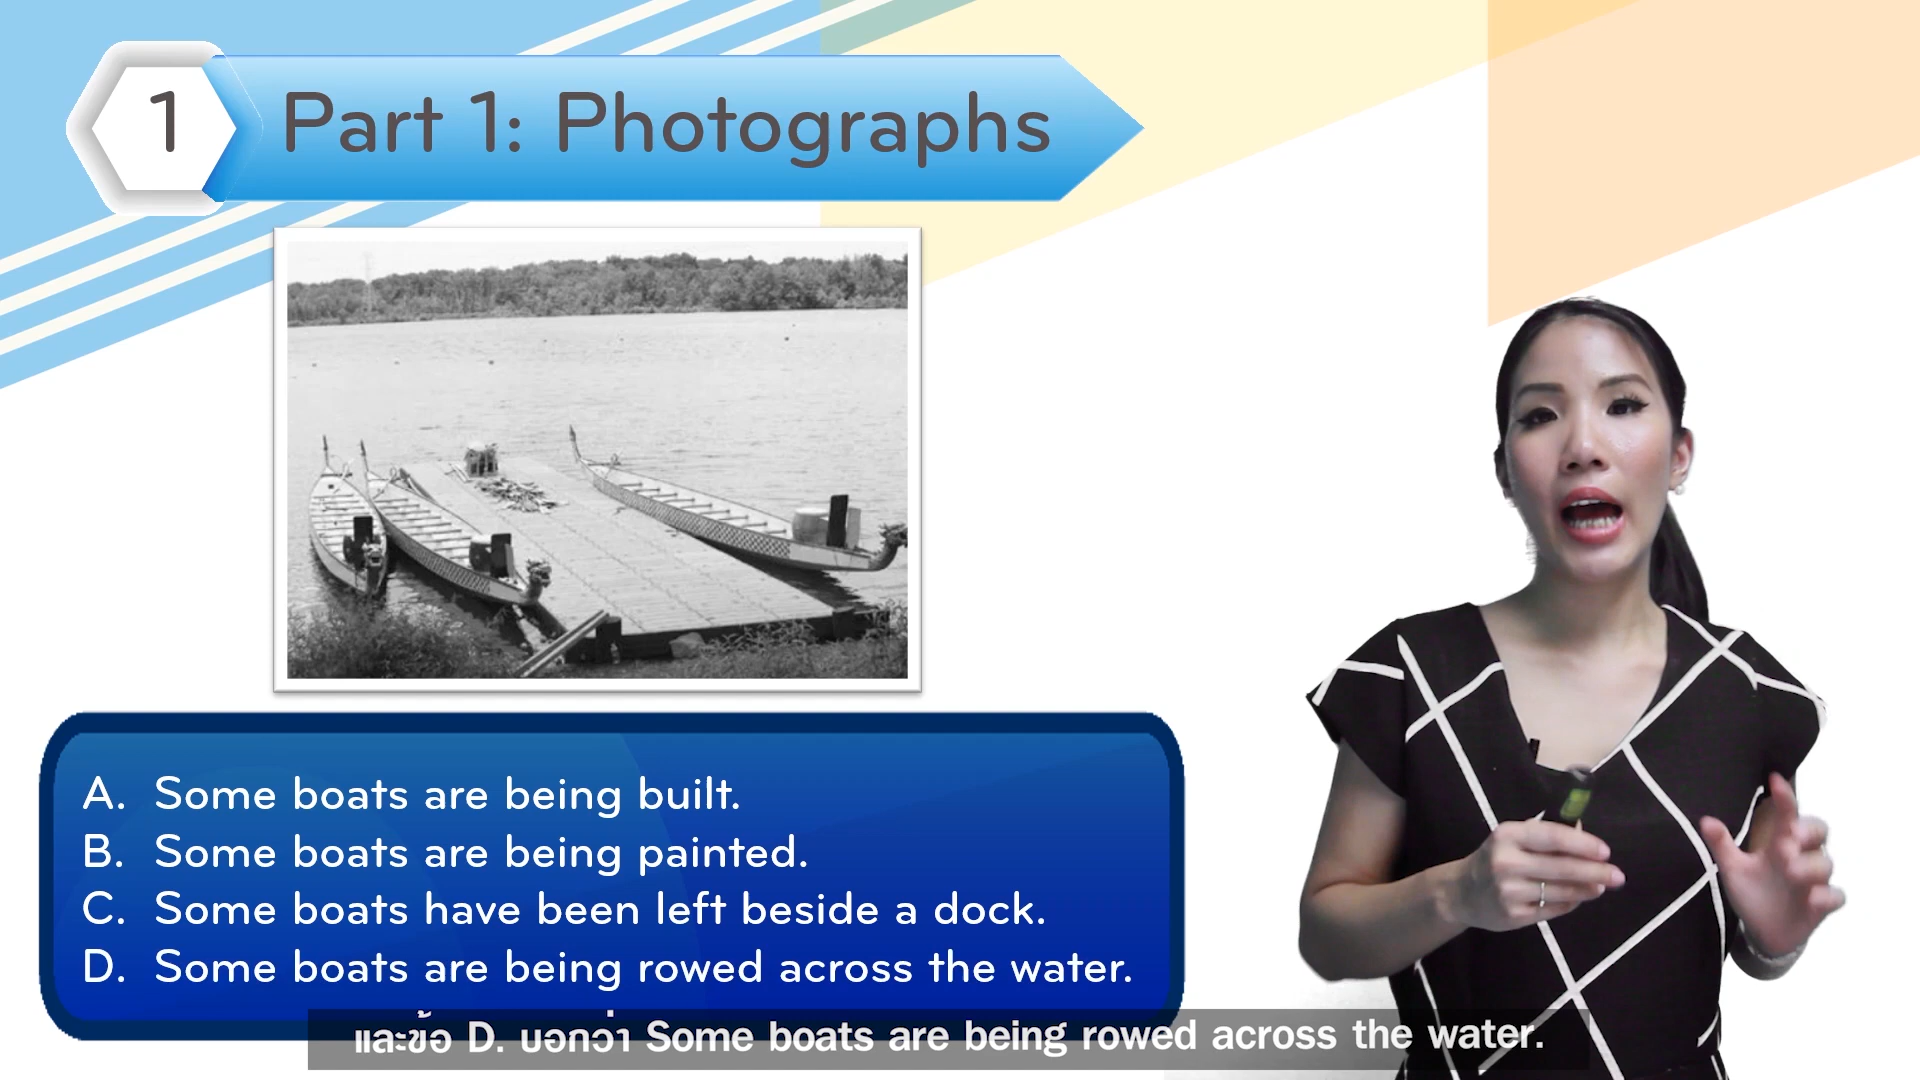 1
Part 1: Photographs
A. Some boats are being built.
B. Some boats are being painted.
C. Some boats have been left beside a dock.
D. Some boats are being rowed across the water.
และข้อ D. บอกว่า Some boats are being rowed across the water.